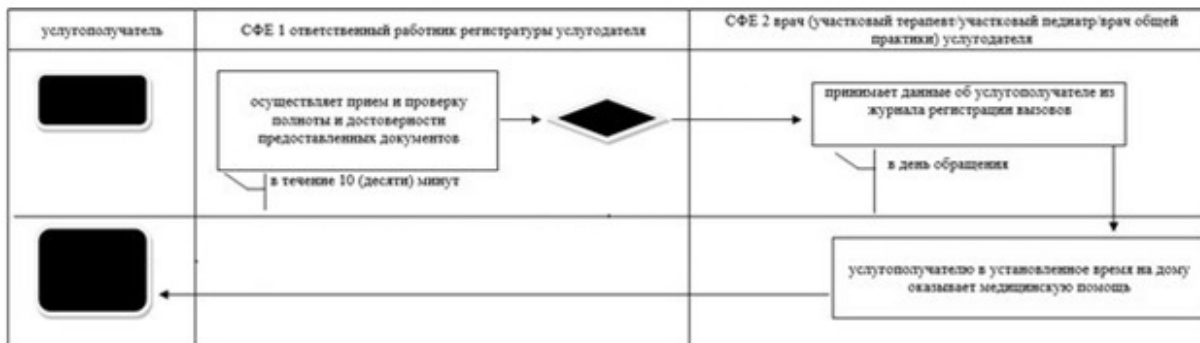 услугополучатель
СФЕ 1 ответственный работник регистратуры услугодателя
СФЕ 2 врач (участковый терапевт/участковый педиатр/врач общей
практики) услугодателя
осуществляет прием и проверку
полноты и достоверности
предоставленных документов
в течение 10 (десяти) минут
принимает данные об услугополучателе из
журнала регистрации вызовов
в день обращения
услугополучателю в установленное время на дому
оказывает медицинскую помощь